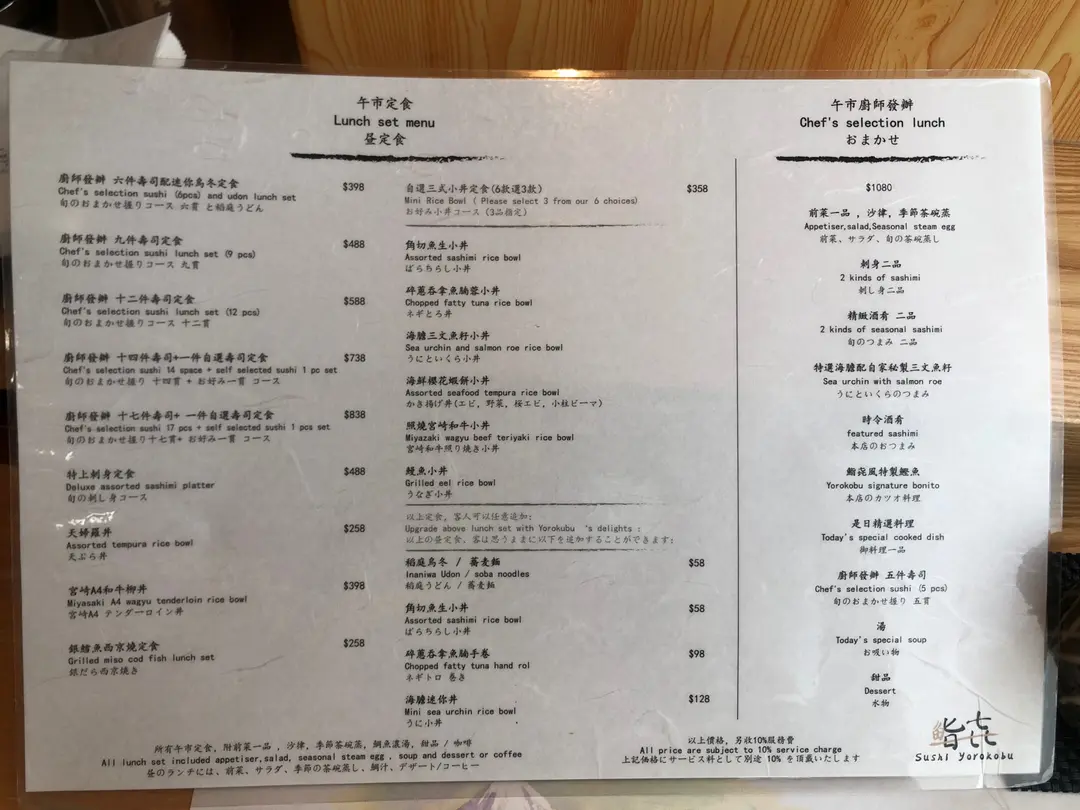 午市定食
Lunch set menu
昼定食
廚師發辦 六件壽司配迷你烏冬定食 $398
Chef's selection sushi (6pcs) and udon lunch set
旬のおまかせ握りコース 六貫 と稲庭うどん
廚師發辦 九件壽司定食 $488
Chef's selection sushi lunch set (9 pcs)
旬のおまかせ握りコース 九貫
廚師發辦 十二件壽司定食 $588
Chef's selection sushi lunch set (12 pcs)
旬のおまかせ握りコース 十二貫
廚師發辦 十四件壽司+一件自選壽司定食 $738
Chef's selection sushi 14 space + self selected sushi 1 pc set
旬のおまかせ握り 十四貫 + お好み一貫 コース
廚師發辦 十七件壽司+ 一件自選壽司定食 $838
Chef's selection sushi 17 pcs + self selected sushi 1 pcs set
旬のおまかせ握り十七貫+ お好み一貫 コース
特上刺身定食 $488
Deluxe assorted sashimi platter
旬の刺し身コース
天婦羅丼 $258
Assorted tempura rice bowl
天ぷら丼
宮崎A4和牛柳丼 $398
Miyasaki A4 wagyu tenderloin rice bowl
宮崎A4 テンダーロイン丼
銀鱈魚西京燒定食 $258
Grilled miso cod fish lunch set
銀だら西京焼き
自選三式小丼定食(6款選3款) $358
Mini Rice Bowl ( Please select 3 from our 6 choices)
お好み小丼コース (3品指定)
角切魚生小丼
Assorted sashimi rice bowl
ばらちらし小丼
碎蔥吞拿魚腩蓉小丼
Chopped fatty tuna rice bowl
ネギとろ丼
海膽三文魚籽小丼
Sea urchin and salmon roe rice bowl
うにといくら小丼
海鮮櫻花蝦餅小丼
Assorted seafood tempura rice bowl
かき揚げ丼(エビ, 野菜, 桜エビ, 小柱ピーマ)
照燒宮崎和牛小丼
Miyazaki wagyu beef teriyaki rice bowl
宮崎和牛照り焼き小丼
鰻魚小丼
Grilled eel rice bowl
うなぎ小丼
以上定食, 客人可以任意追加:
Upgrade above lunch set with Yorokubu 's delights :
以上の昼定食, 客は思うままに以下を追加することができます:
稻庭烏冬 / 蕎麦麵 $58
Inaniwa Udon / soba noodles
稲庭うどん / 蕎麦麵
角切魚生小丼 $58
Assorted sashimi rice bowl
ばらちらし小丼
碎蔥吞拿魚腩手卷 $98
Chopped fatty tuna hand rol
ネギトロ 巻き
海膽迷你丼 $128
Mini sea urchin rice bowl
うに小丼
所有午市定食, 附前菜一品 , 沙律, 季節茶碗蒸, 鯛魚濃湯, 甜品 / 咖啡
All lunch set included appetiser,salad, seasonal steam egg , soup and dessert or coffee
昼のランチには, 前菜、サラダ、季節の茶碗蒸し, 鯛汁, デザート/コーヒー
午市廚師發辦
Chef's selection lunch
おまかせ
$1080
前菜一品 , 沙律, 季節茶碗蒸
Appetiser,salad,Seasonal steam egg
前菜、サラダ、旬の茶碗蒸し
刺身二品
2 kinds of sashimi
刺し身二品
精緻酒肴 二品
2 kinds of seasonal sashimi
旬のつまみ 二品
特選海膽配自家秘製三文魚籽
Sea urchin with salmon roe
うにといくらのつまみ
時令酒肴
featured sashimi
本店のおつまみ
鮨㐂風特製鰹魚
Yorokobu signature bonito
本店のカツオ料理
是日精選料理
Today's special cooked dish
御料理一品
廚師發辦 五件壽司
Chef's selection sushi (5 pcs)
旬のおまかせ握り 五貫
湯
Today's special soup
お吸い物
甜品
Dessert
水物
以上價格, 另收10%服務費
All price are subject to 10% service charge
上記価格にサービス料として別途 10% を頂戴いたします
鮨㐂
Sushi Yorokobu